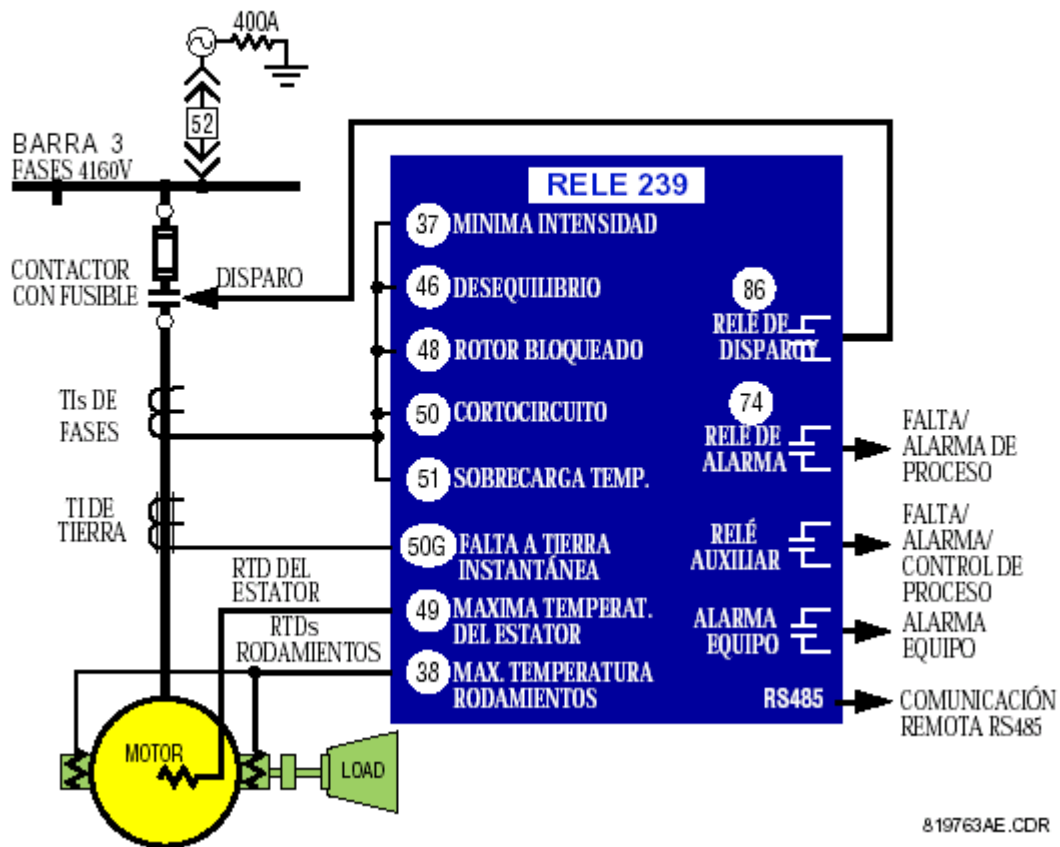 400A
52
BARRA 3
FASES 4160V
RELE 239
37 MINIMA INTENSIDAD
CONTACTOR
CON FUSIBLE
DISPARO
46 DESEQUILIBRIO
86
RELÉ DE
DISPARO
48 ROTOR BLOQUEADO
TIs DE
FASES
50 CORTOCIRCUITO
74
RELÉ DE
ALARMA
FALTA/
ALARMA DE
PROCESO
51 SOBRECARGA TEMP.
TI DE
TIERRA
50G FALTA A TIERRA
INSTANTÁNEA
RELÉ
AUXILIAR
FALTA/
ALARMA/
CONTROL DE
PROCESO
RTD DEL
ESTATOR
49 MAXIMA TEMPERAT.
DEL ESTATOR
ALARMA
EQUIPO
ALARMA
EQUIPO
RTDs
RODAMIENTOS
38 MAX. TEMPERATURA
RODAMIENTOS
RS485
COMUNICACIÓN
REMOTA RS485
MOTOR
LOAD
819763AE.CDR